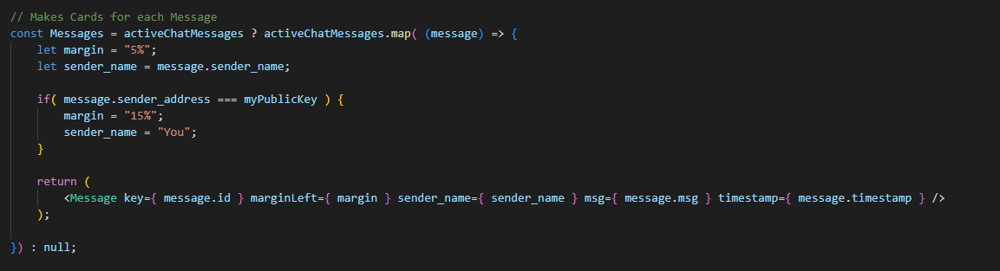 // Makes Cards for each Message
const Messages = activeChatMessages ? activeChatMessages.map( (message) => {
let margin = "5%";
let sender_name = message.sender_name;
if( message.sender_address === myPublicKey ) {
margin = "15%";
sender_name = "You";
}
return (
<Message key={ message.id } marginLeft={ margin } sender_name={ sender_name } msg={ message.msg } timestamp={ message.timestamp } />
);
}) : null;